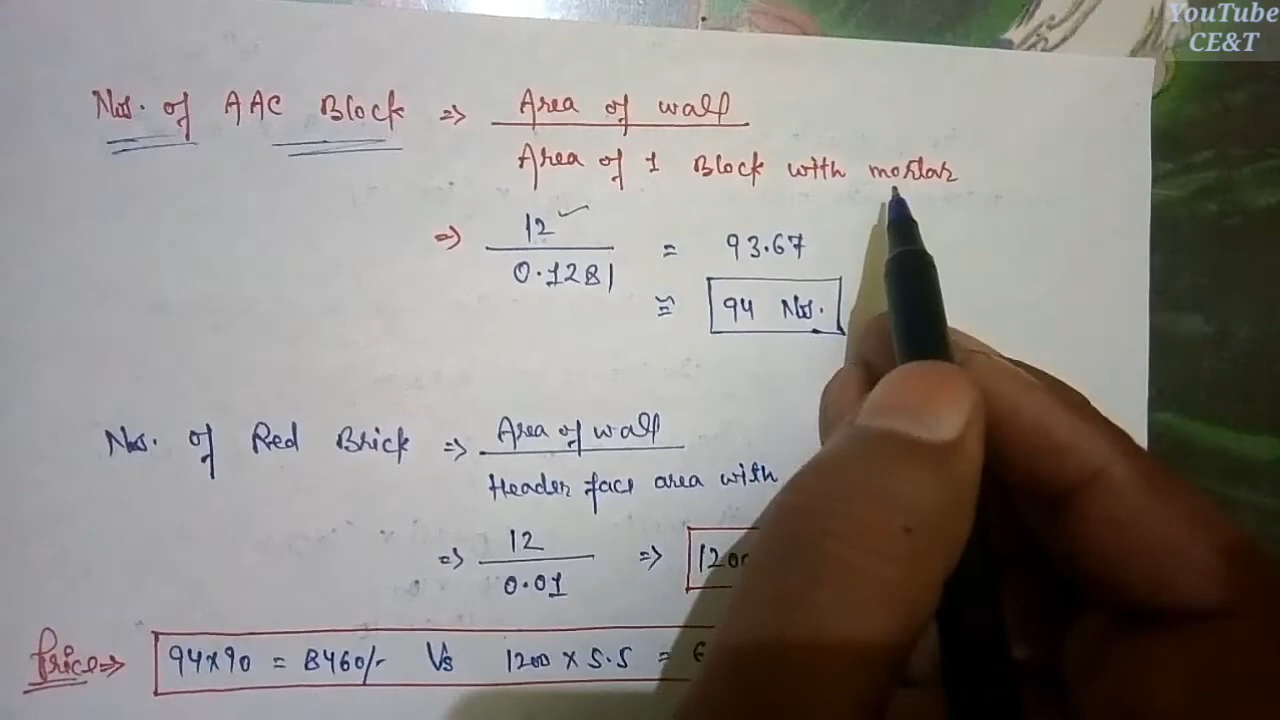 YouTube
CE&T
Nos. of AAC Block => Area of wall
Area of 1 Block with mortar
=> 12
0.1281
= 93.67
≅ 94 Nos.
Nos. of Red Brick => Area of wall
Header face area with
=> 12
0.01
=> 120
Price => 94x90 = 8460/- Vs 1200 x 5.5 = 6